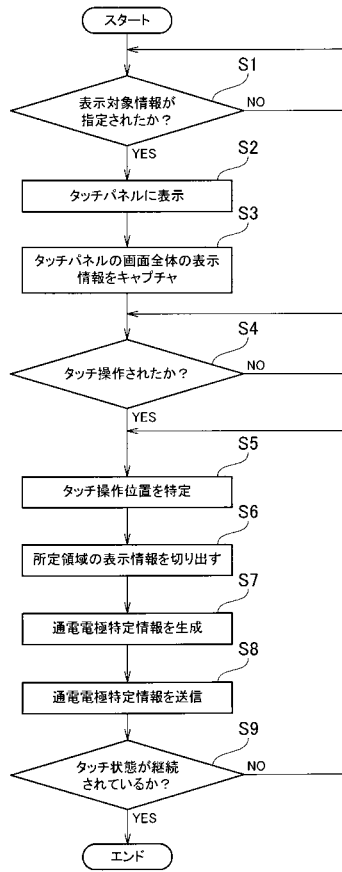 スタート
S1
表示対象情報が
指定されたか？
NO
YES
S2
タッチパネルに表示
S3
タッチパネルの画面全体の表示
情報をキャプチャ
S4
タッチ操作されたか？
NO
YES
S5
タッチ操作位置を特定
S6
所定領域の表示情報を切り出す
S7
通電電極特定情報を生成
S8
通電電極特定情報を送信
S9
タッチ状態が継続
されているか？
NO
YES
エンド